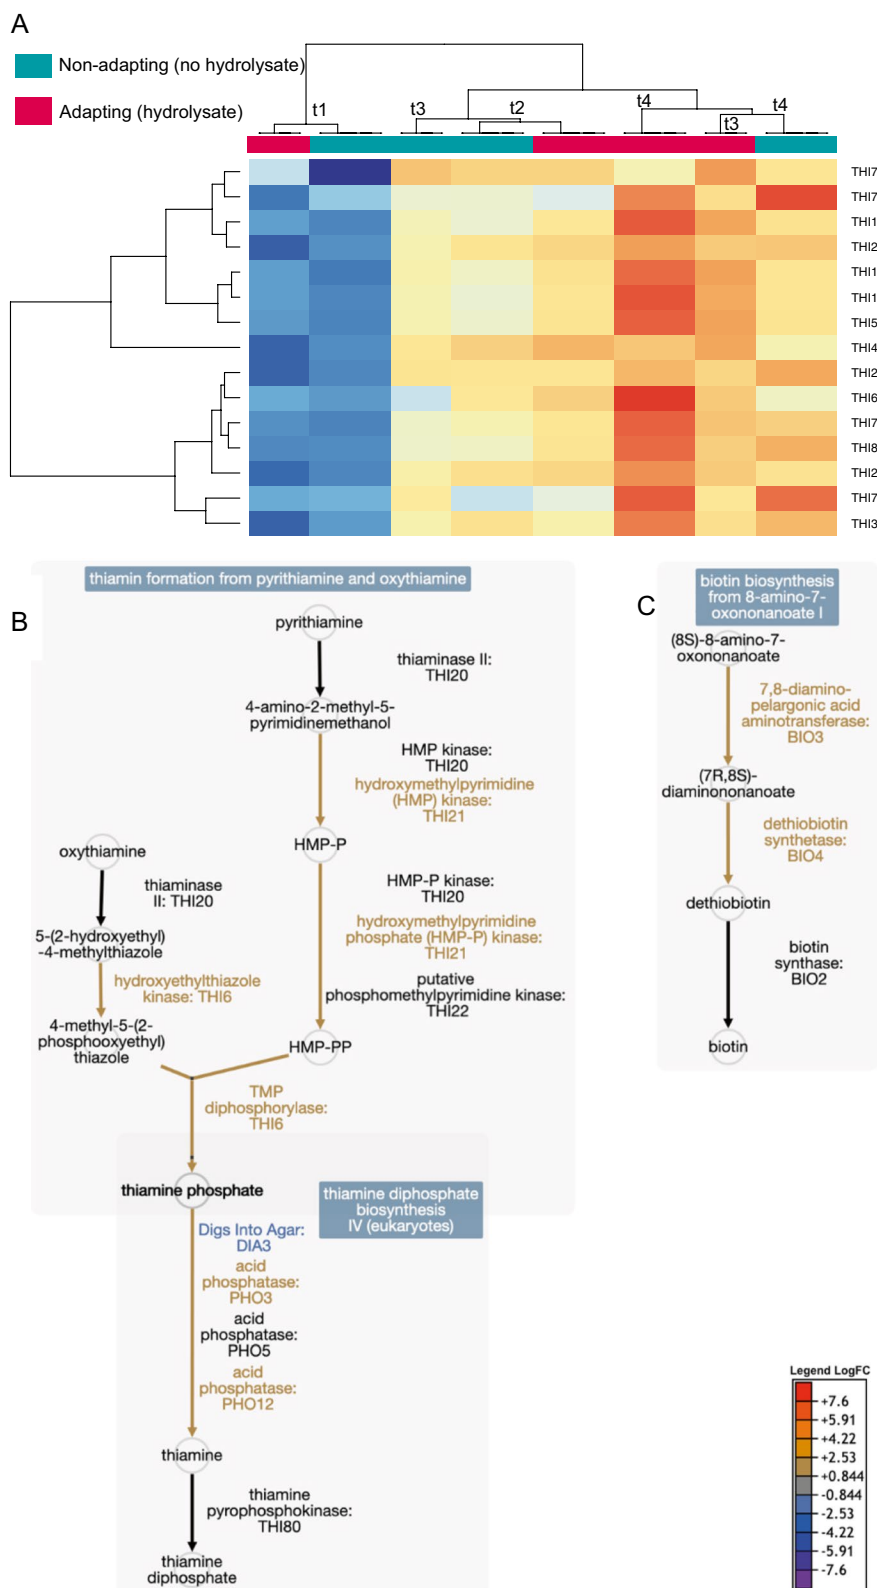 A
Non-adapting (no hydrolysate)
Adapting (hydrolysate)
t1
t3
t2
t4
t3
t4
THI7
THI7
THI1
THI2
THI1
THI1
THI5
THI4
THI2
THI6
THI7
THI8
THI2
THI7
THI3
B
thiamin formation from pyrithiamine and oxythiamine
pyrithiamine
thiaminase II:
THI20
4-amino-2-methyl-5-
pyrimidinemethanol
HMP kinase:
THI20
hydroxymethylpyrimidine
(HMP) kinase:
THI21
HMP-P
oxythiamine
thiaminase
II: THI20
HMP-P kinase:
THI20
hydroxymethylpyrimidine
phosphate (HMP-P) kinase:
THI21
5-(2-hydroxyethyl)
-4-methylthiazole
hydroxyethylthiazole
kinase: THI6
putative
phosphomethylpyrimidine kinase:
THI22
4-methyl-5-(2-
phosphooxyethyl)
thiazole
HMP-PP
TMP
diphosphorylase:
THI6
thiamine phosphate
thiamine diphosphate
biosynthesis
IV (eukaryotes)
Digs Into Agar:
DIA3
acid
phosphatase:
PHO3
acid
phosphatase:
PHO5
acid
phosphatase:
PHO12
thiamine
thiamine
pyrophosphokinase:
THI80
thiamine
diphosphate
C
biotin biosynthesis
from 8-amino-7-
oxononanoate I
(8S)-8-amino-7-
oxononanoate
7,8-diamino-
pelargonic acid
aminotransferase:
BIO3
(7R,8S)-
diaminononanoate
dethiobiotin
synthetase:
BIO4
dethiobiotin
biotin
synthase:
BIO2
biotin
Legend LogFC
+7.6
+5.91
+4.22
+2.53
+0.844
-0.844
-2.53
-4.22
-5.91
-7.6